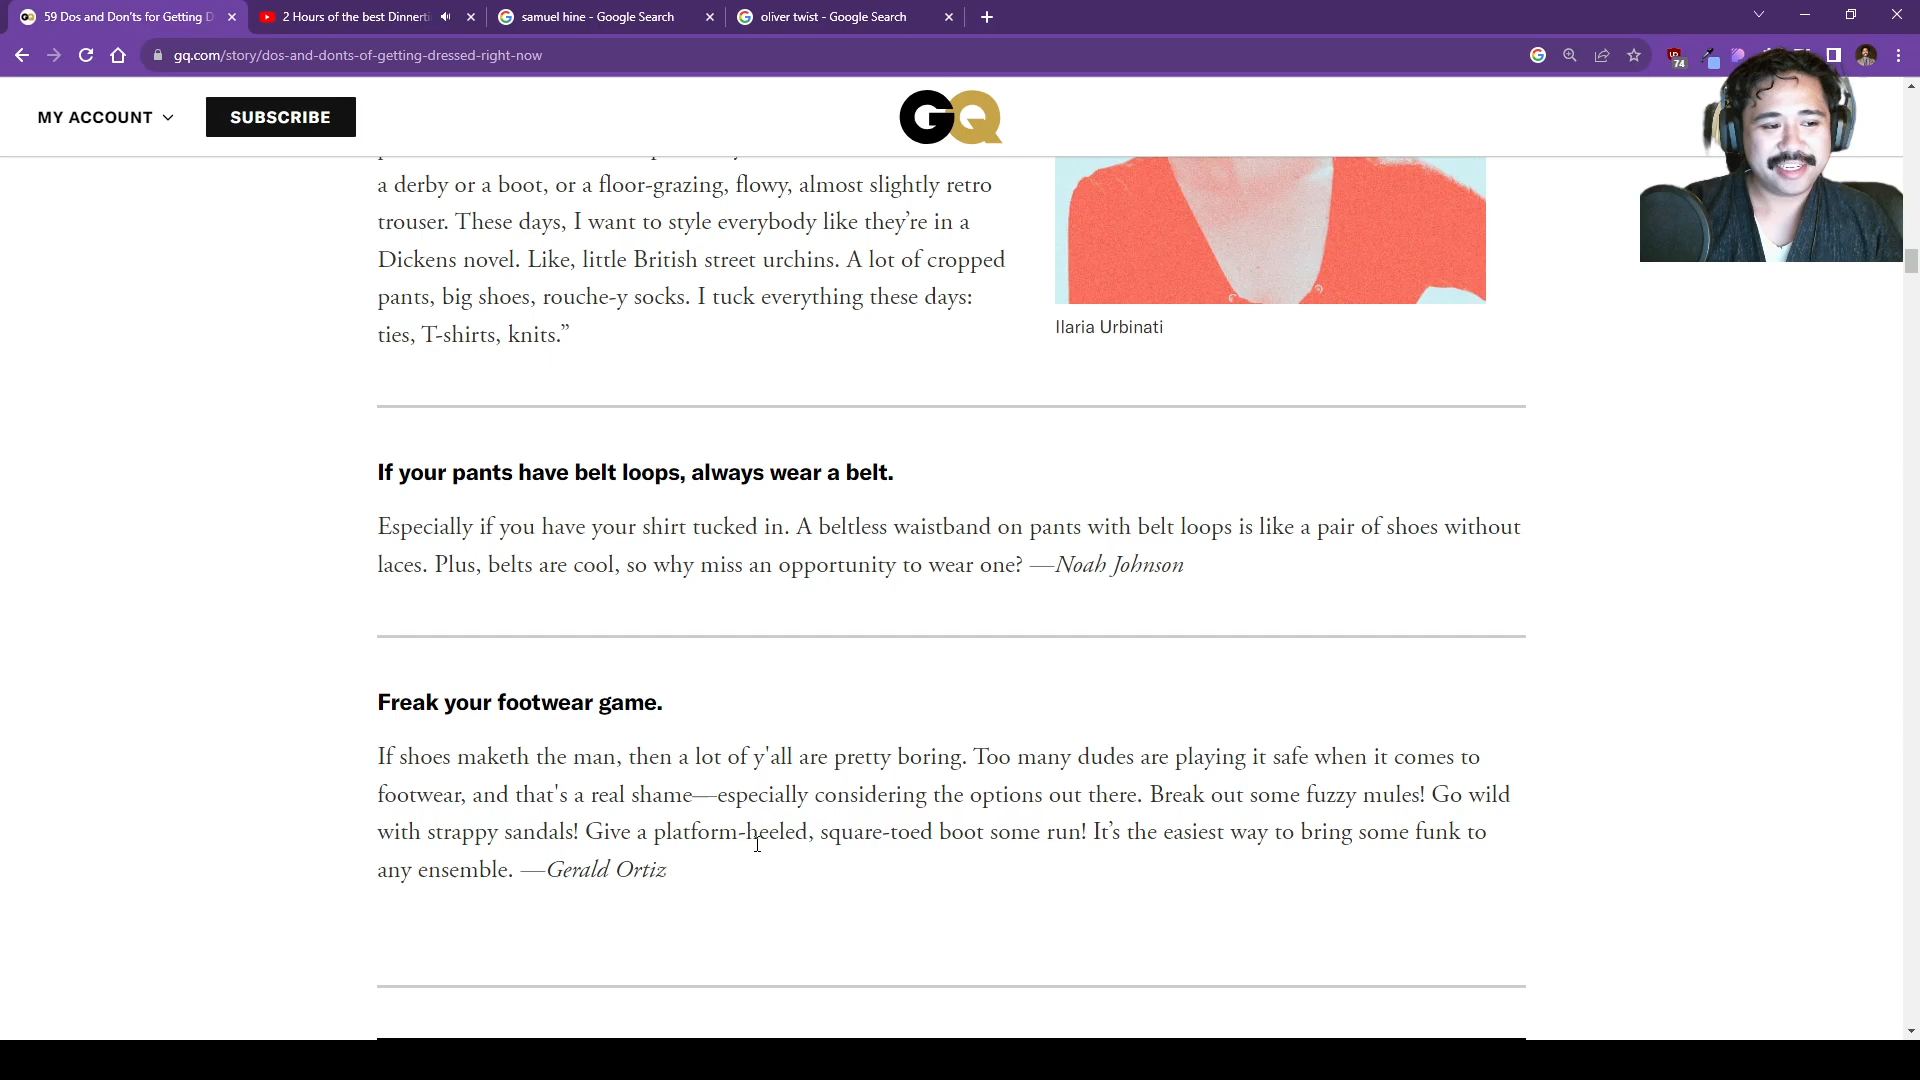 59 Dos and Don'ts for Getting D
2 Hours of the best Dinnerti
samuel hine - Google Search
oliver twist - Google Search
gq.com/story/dos-and-donts-of-getting-dressed-right-now
74
MY ACCOUNT
SUBSCRIBE
GQ
a derby or a boot, or a floor-grazing, flowy, almost slightly retro
trouser. These days, I want to style everybody like they’re in a
Dickens novel. Like, little British street urchins. A lot of cropped
pants, big shoes, rouche-y socks. I tuck everything these days:
ties, T-shirts, knits.”
Ilaria Urbinati
If your pants have belt loops, always wear a belt.
Especially if you have your shirt tucked in. A beltless waistband on pants with belt loops is like a pair of shoes without
laces. Plus, belts are cool, so why miss an opportunity to wear one? —Noah Johnson
Freak your footwear game.
If shoes maketh the man, then a lot of y'all are pretty boring. Too many dudes are playing it safe when it comes to
footwear, and that's a real shame—especially considering the options out there. Break out some fuzzy mules! Go wild
with strappy sandals! Give a platform-heeled, square-toed boot some run! It’s the easiest way to bring some funk to
any ensemble. —Gerald Ortiz